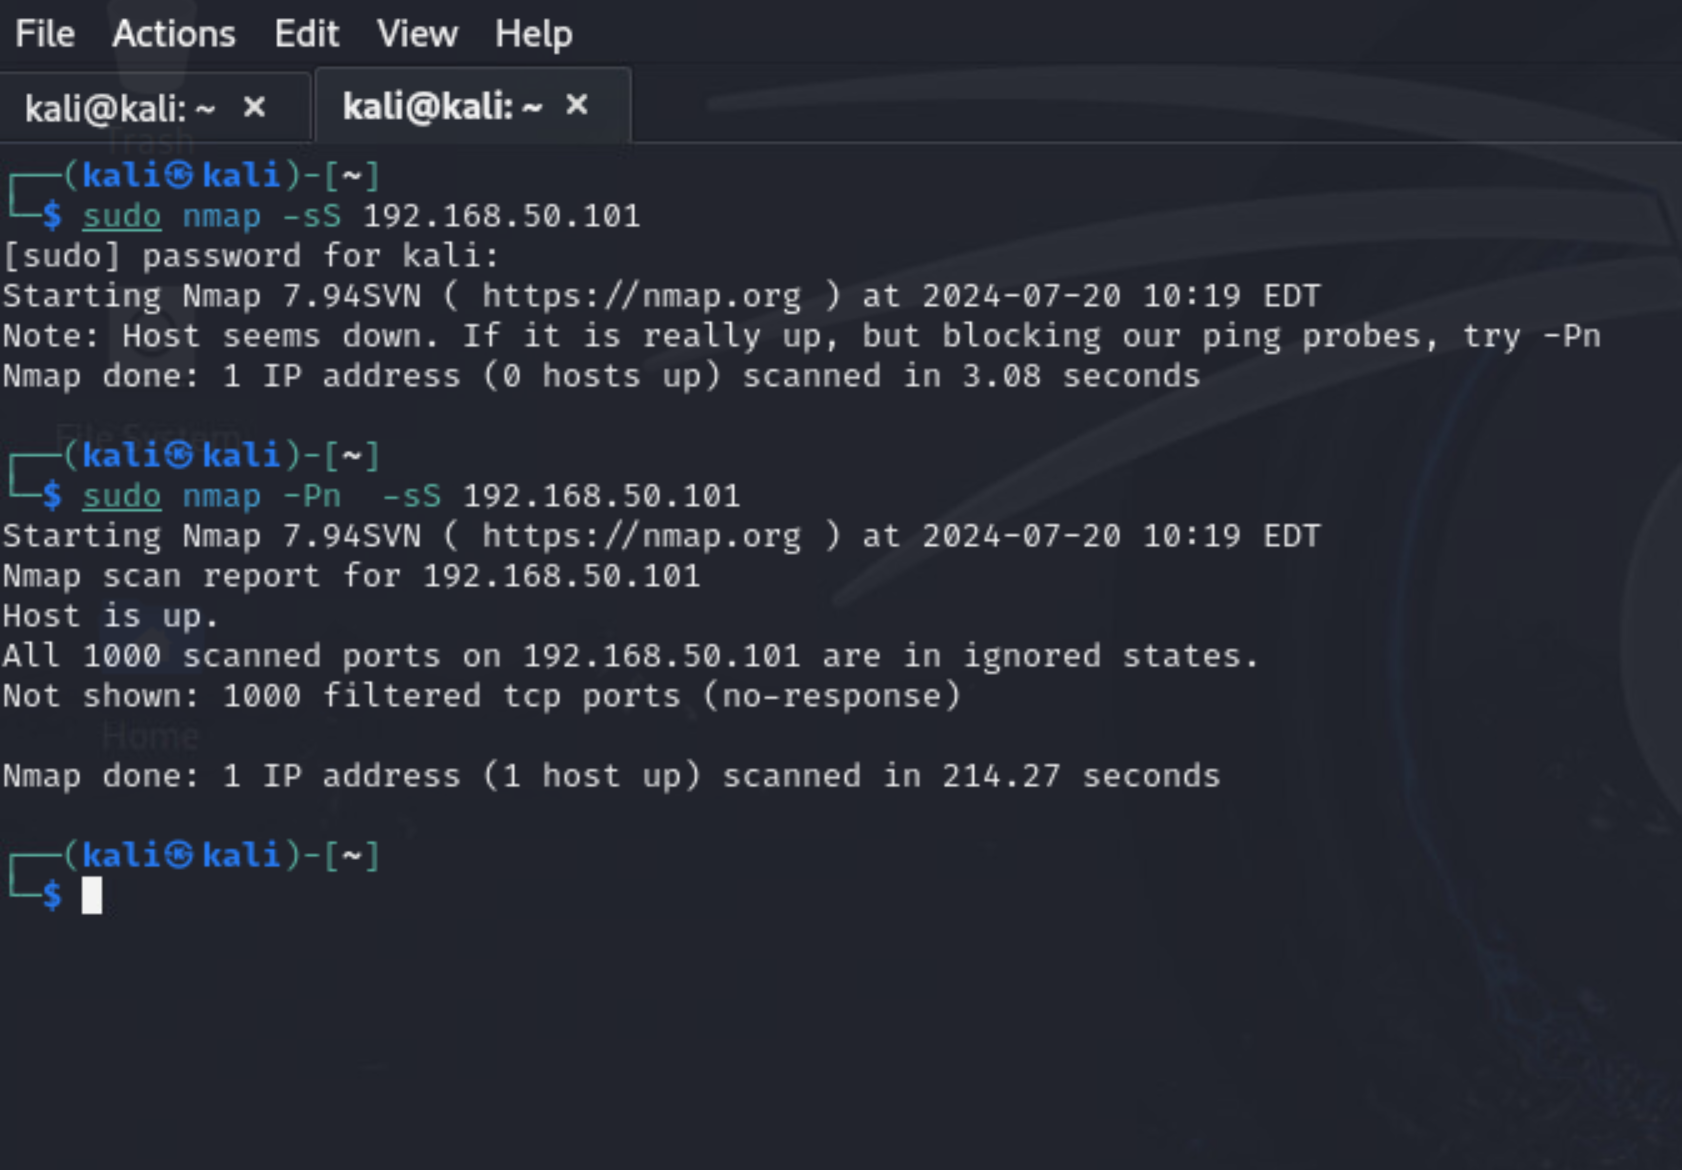 File Actions Edit View Help
kali@kali: ~ × kali@kali: ~ ×
Trash
┌──(kali㉿kali)-[~]
└─$ sudo nmap -sS 192.168.50.101
[sudo] password for kali:
Starting Nmap 7.94SVN ( https://nmap.org ) at 2024-07-20 10:19 EDT
Note: Host seems down. If it is really up, but blocking our ping probes, try -Pn
Nmap done: 1 IP address (0 hosts up) scanned in 3.08 seconds
File System
┌──(kali㉿kali)-[~]
└─$ sudo nmap -Pn  -sS 192.168.50.101
Starting Nmap 7.94SVN ( https://nmap.org ) at 2024-07-20 10:19 EDT
Nmap scan report for 192.168.50.101
Host is up.
All 1000 scanned ports on 192.168.50.101 are in ignored states.
Not shown: 1000 filtered tcp ports (no-response)
Home
Nmap done: 1 IP address (1 host up) scanned in 214.27 seconds
┌──(kali㉿kali)-[~]
└─$